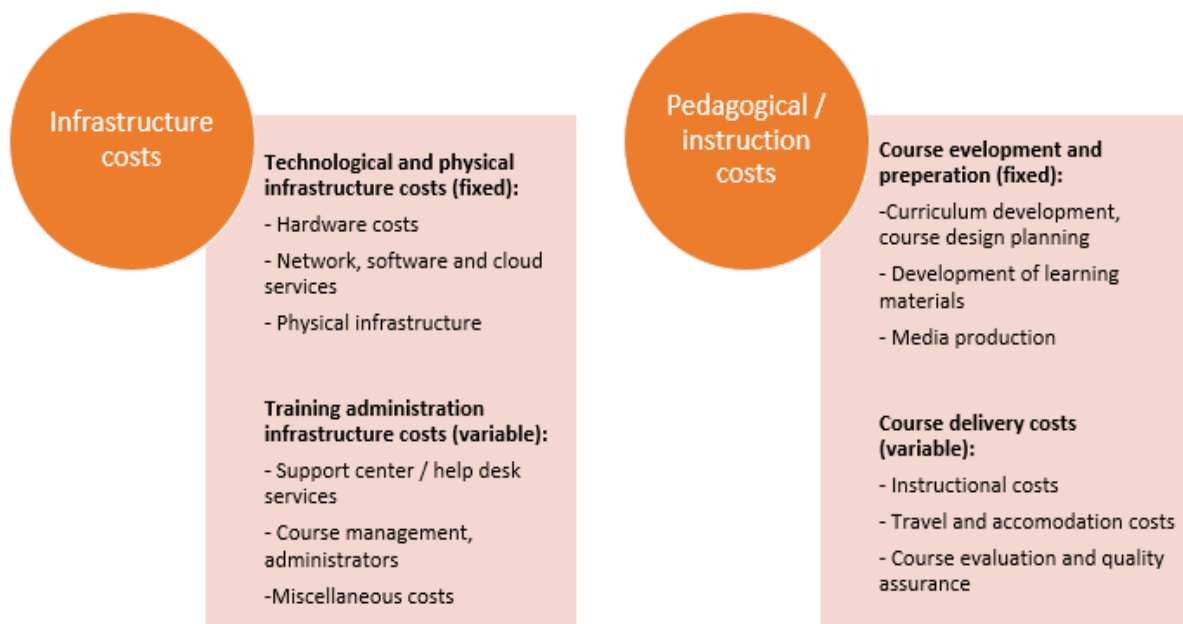 Infrastructure
costs
Technological and physical
infrastructure costs (fixed):
- Hardware costs
- Network, software and cloud
services
- Physical infrastructure
Training administration
infrastructure costs (variable):
- Support center / help desk
services
- Course management,
administrators
-Miscellaneous costs
Pedagogical /
instruction
costs
Course evelopment and
preperation (fixed):
-Curriculum development,
course design planning
- Development of learning
materials
- Media production
Course delivery costs
(variable):
- Instructional costs
- Travel and accomodation costs
- Course evaluation and quality
assurance